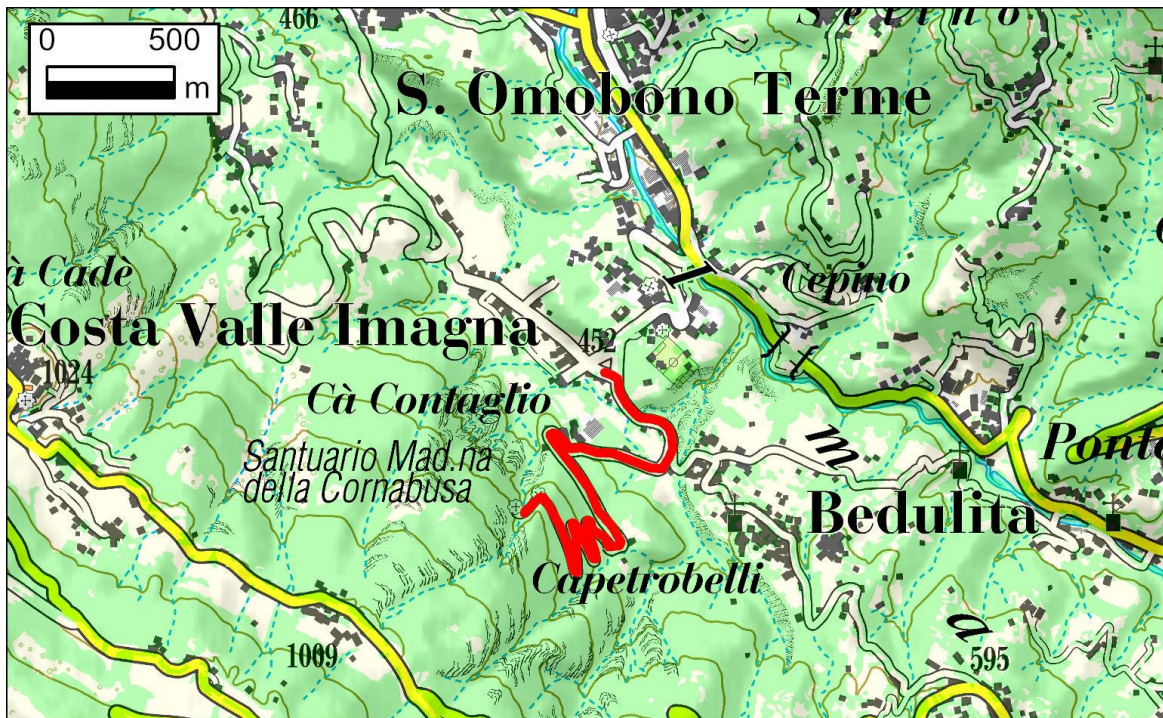 466
Selino
0 500
m
S. Omobono Terme
Cepino
à Cadè
Costa Valle Imagna
452
1024
Cà Contaglio
Santuario Mad.na
della Cornabusa
m
Ponte
Bedulita
Capetrobelli
a
1009
595